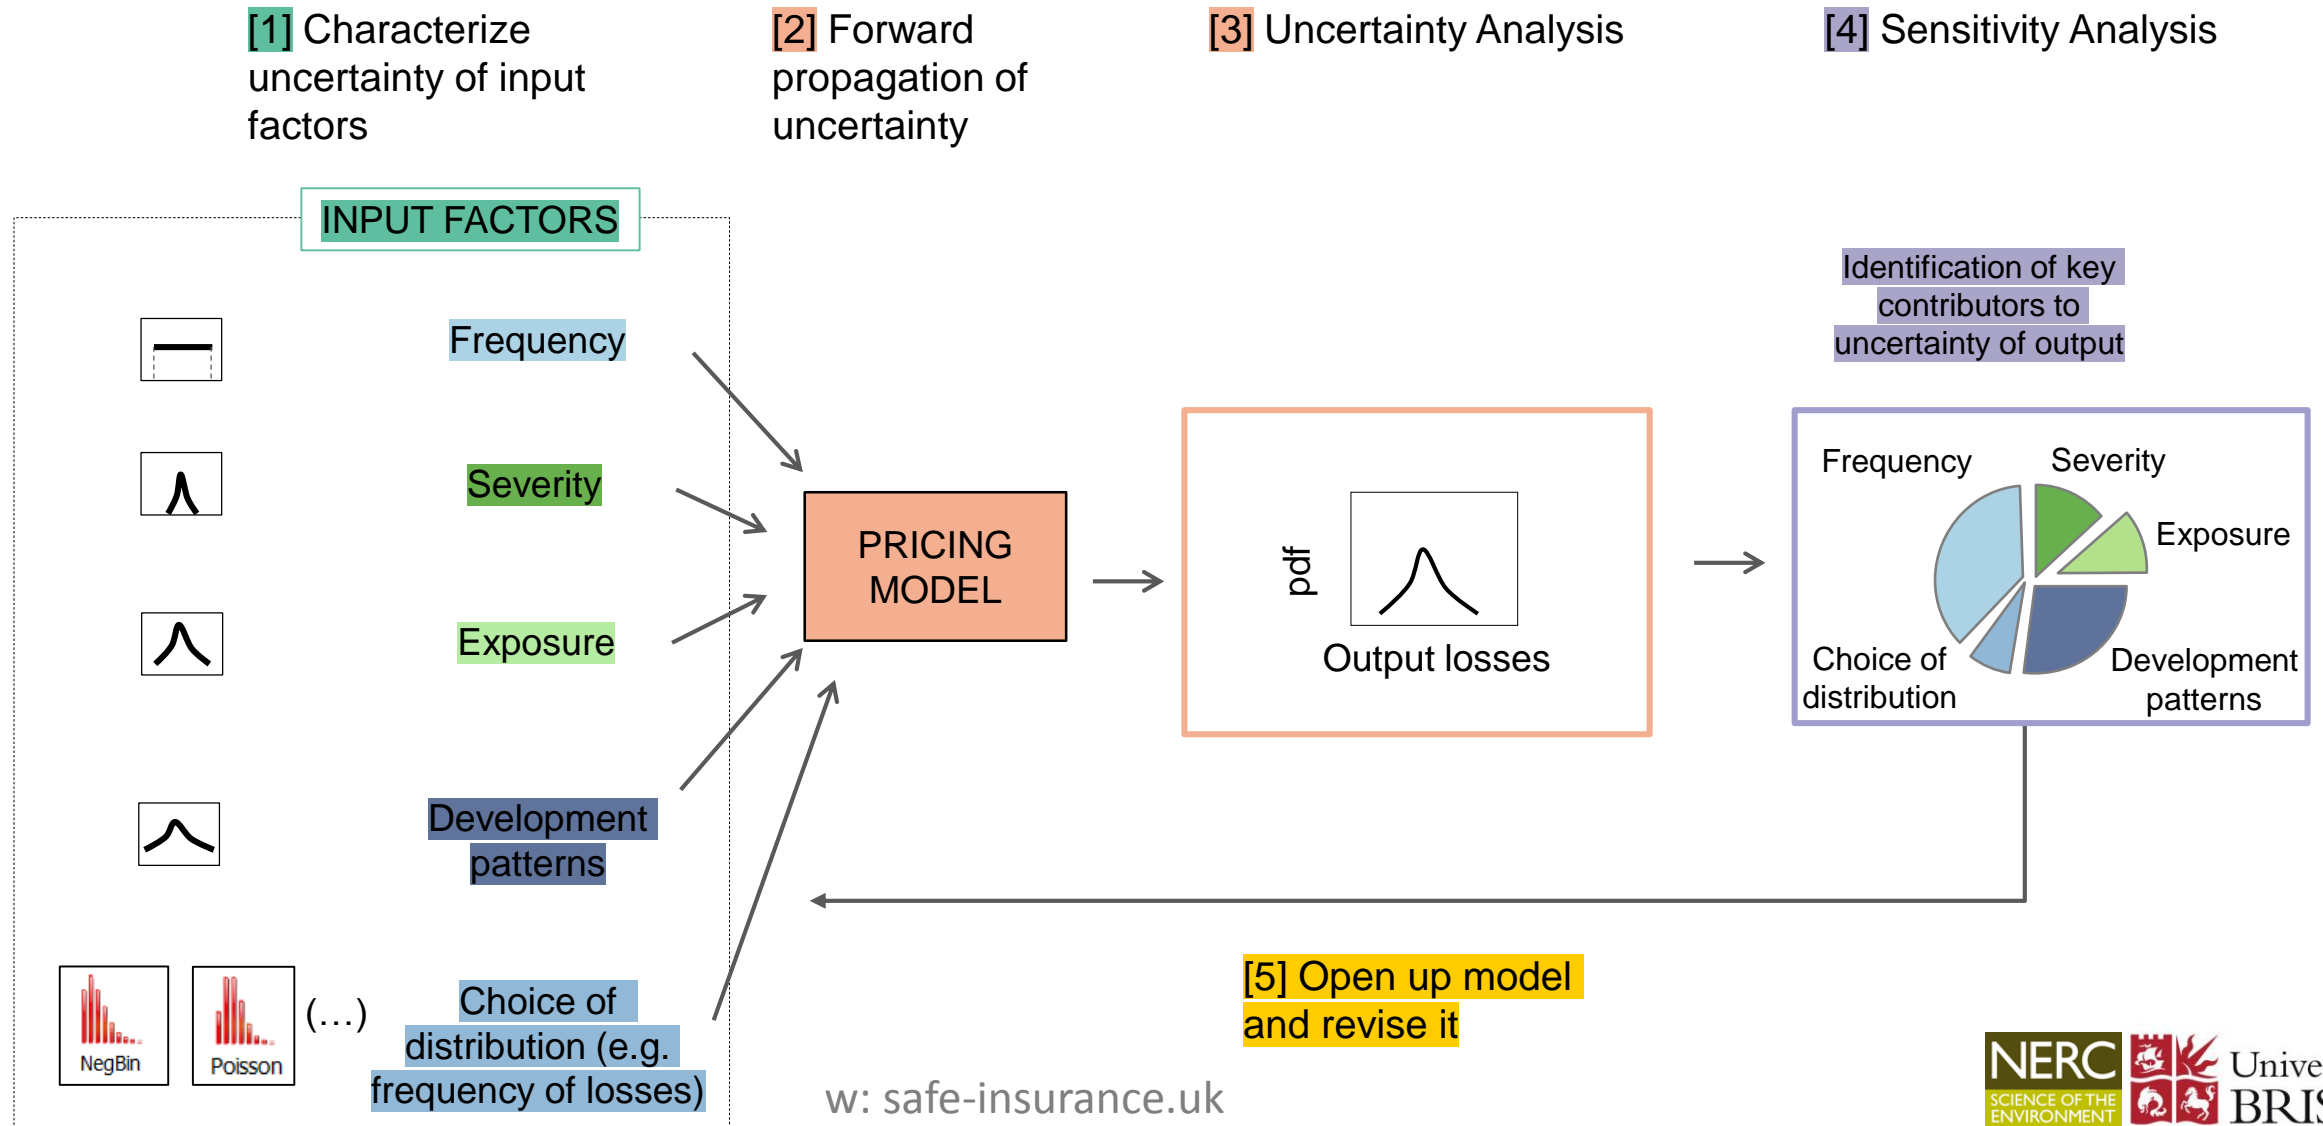 [1] Characterize
uncertainty of input
factors
[2] Forward
propagation of
uncertainty
[3] Uncertainty Analysis
[4] Sensitivity Analysis
INPUT FACTORS
Frequency
Severity
Exposure
Development
patterns
NegBin
Poisson
(...)
Choice of
distribution (e.g.
frequency of losses)
PRICING
MODEL
pdf
Output losses
Identification of key
contributors to
uncertainty of output
Frequency
Severity
Exposure
Choice of
distribution
Development
patterns
[5] Open up model
and revise it
w: safe-insurance.uk
NERC
SCIENCE OF THE
ENVIRONMENT